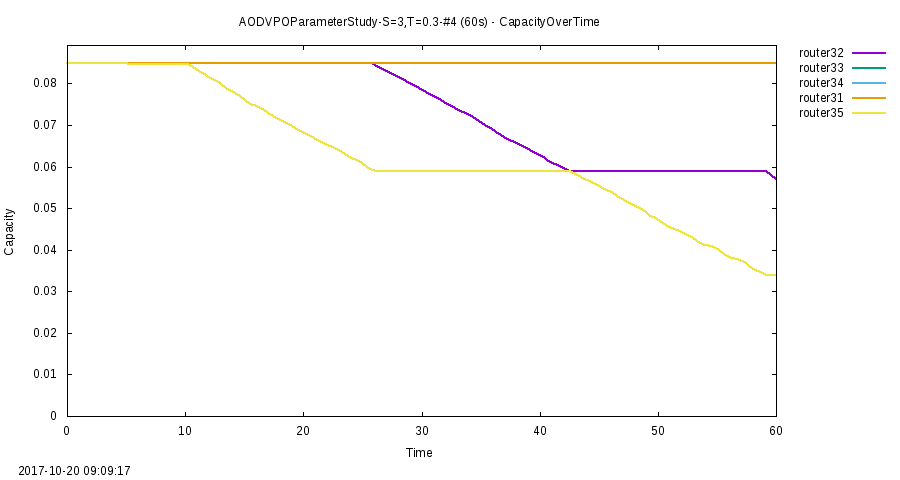 AODVPOParameterStudy-S=3,T=0.3-#4 (60s) - CapacityOverTime
router32
router33
router34
router31
router35
0.08
0.07
0.06
0.05
0.04
0.03
0.02
0.01
0
Capacity
0 10 20 30 40 50 60
Time
2017-10-20 09:09:17